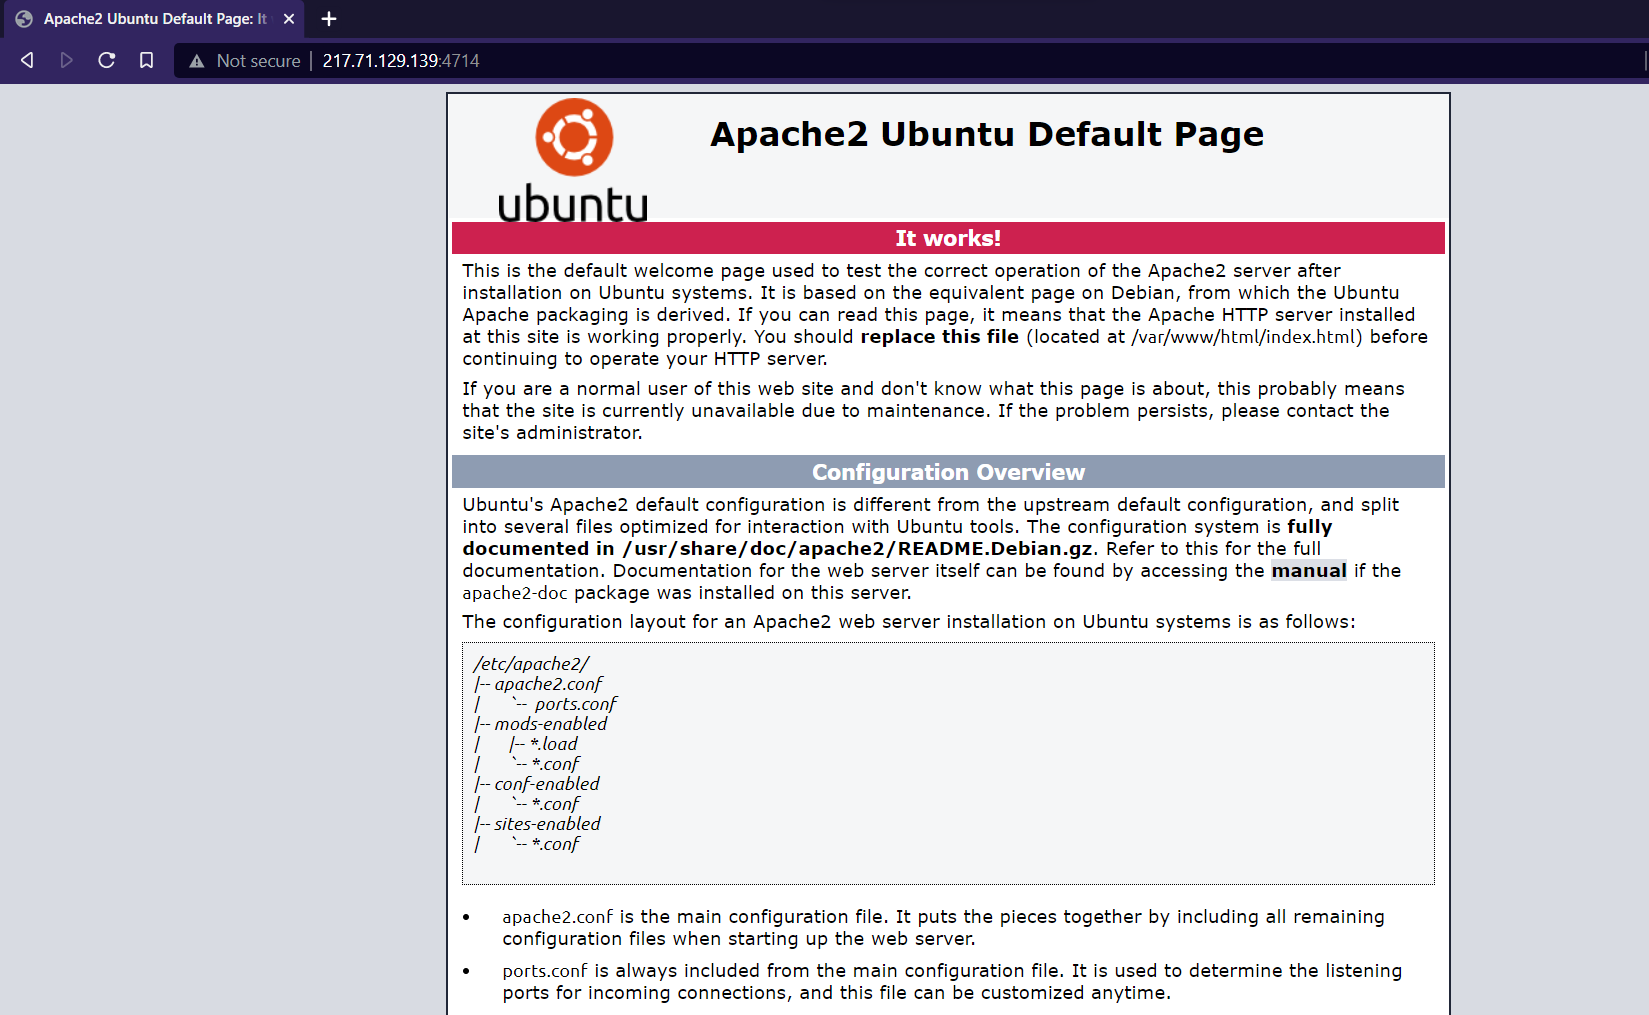 Apache2 Ubuntu Default Page: It
Not secure | 217.71.129.139:4714
ubuntu
Apache2 Ubuntu Default Page
It works!
This is the default welcome page used to test the correct operation of the Apache2 server after
installation on Ubuntu systems. It is based on the equivalent page on Debian, from which the Ubuntu
Apache packaging is derived. If you can read this page, it means that the Apache HTTP server installed
at this site is working properly. You should replace this file (located at /var/www/html/index.html) before
continuing to operate your HTTP server.
If you are a normal user of this web site and don't know what this page is about, this probably means
that the site is currently unavailable due to maintenance. If the problem persists, please contact the
site's administrator.
Configuration Overview
Ubuntu's Apache2 default configuration is different from the upstream default configuration, and split
into several files optimized for interaction with Ubuntu tools. The configuration system is fully
documented in /usr/share/doc/apache2/README.Debian.gz. Refer to this for the full
documentation. Documentation for the web server itself can be found by accessing the manual if the
apache2-doc package was installed on this server.
The configuration layout for an Apache2 web server installation on Ubuntu systems is as follows:
/etc/apache2/
|-- apache2.conf
|       `--  ports.conf
|-- mods-enabled
|       |-- *.load
|       `-- *.conf
|-- conf-enabled
|       `-- *.conf
|-- sites-enabled
|       `-- *.conf
• apache2.conf is the main configuration file. It puts the pieces together by including all remaining
configuration files when starting up the web server.
• ports.conf is always included from the main configuration file. It is used to determine the listening
ports for incoming connections, and this file can be customized anytime.